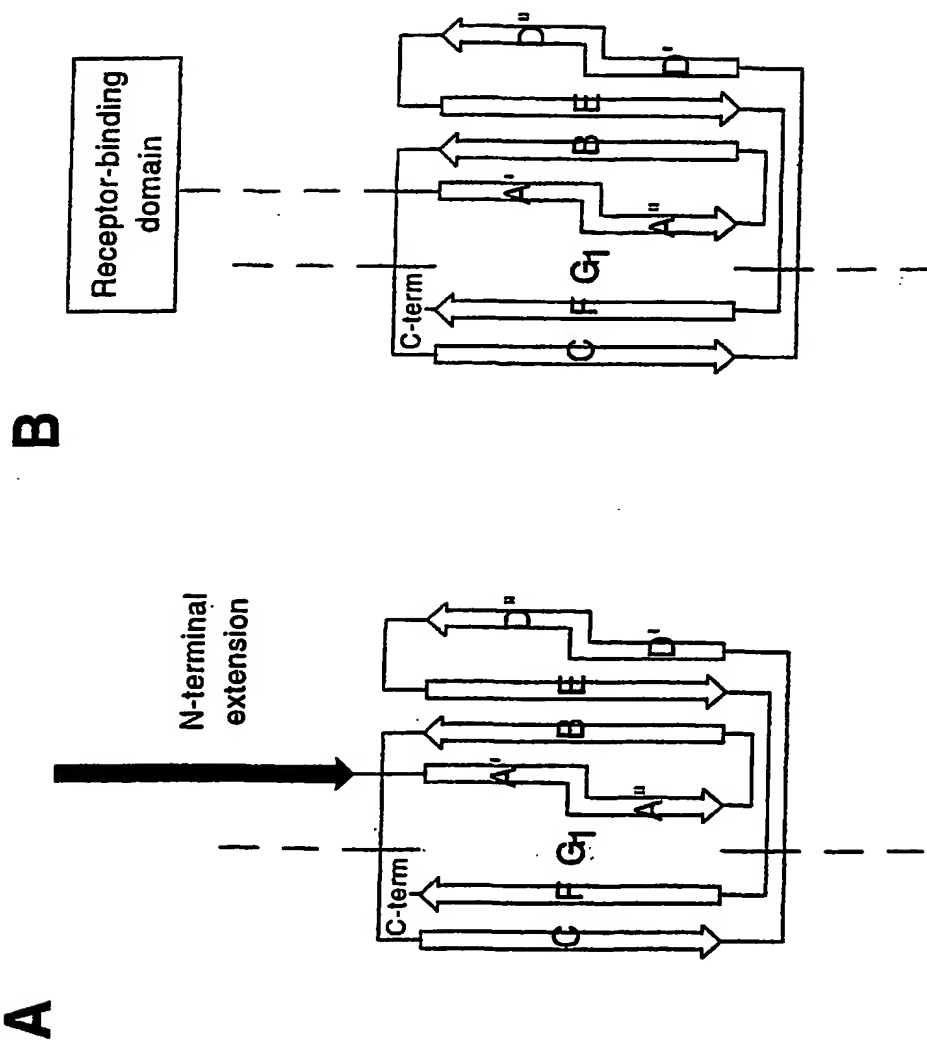 A
N-terminal
extension
C-term
C
F
G1
A'
A"
B
E
D"
D'
B
Receptor-binding
domain
C-term
C
F
G1
A'
A"
B
E
D"
D'